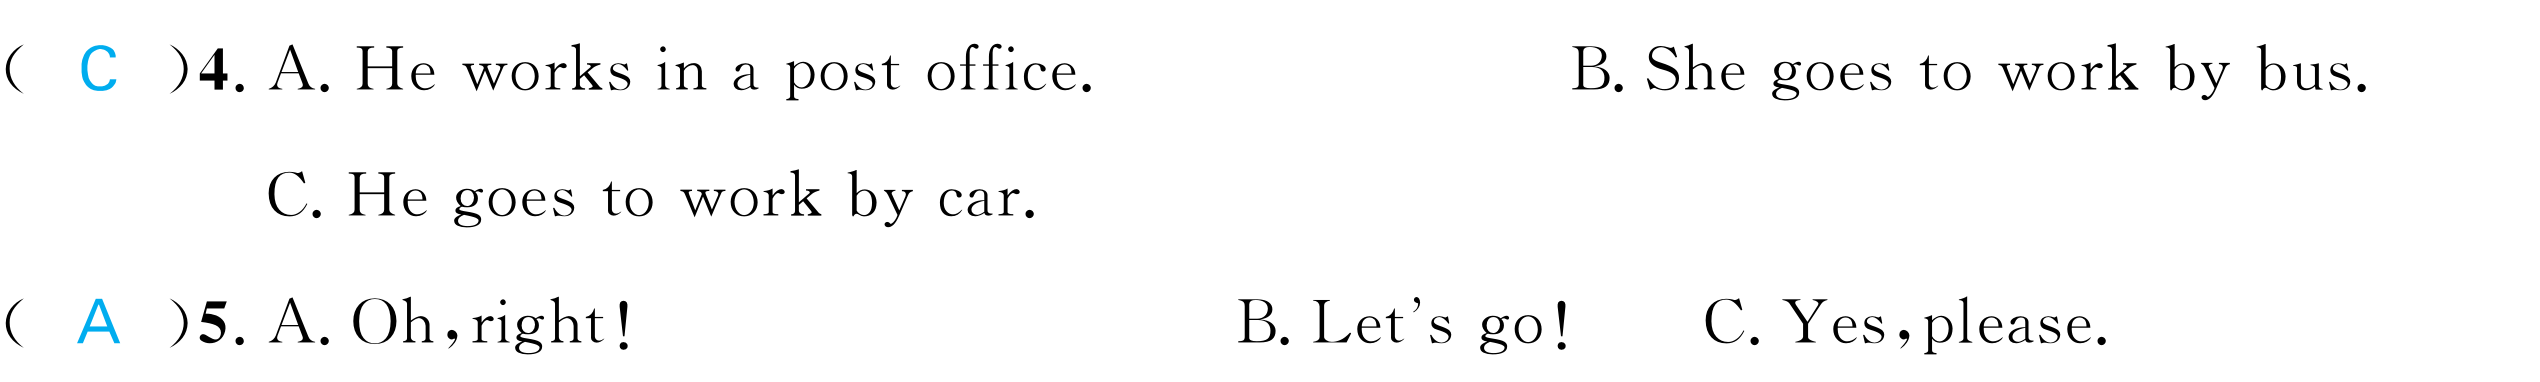 ( C )4. A. He works in a post office. B. She goes to work by bus.
C. He goes to work by car.
( A )5. A. Oh,right! B. Let's go! C. Yes,please.